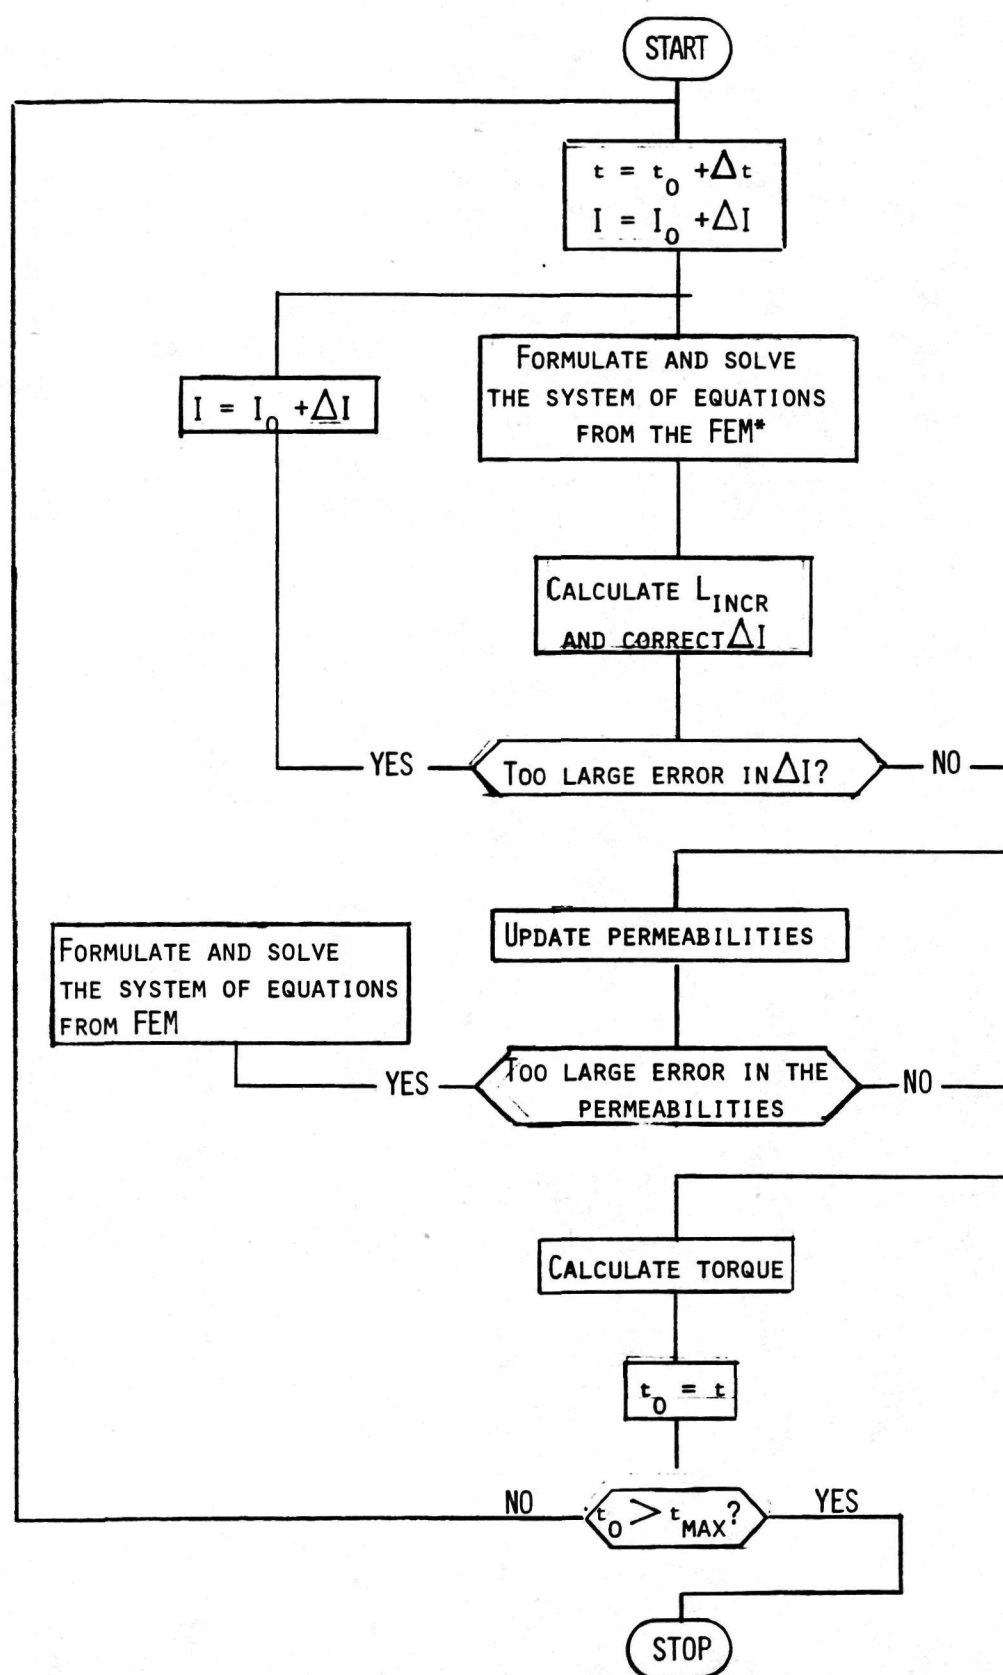 START
t = t₀ + Δt
I = I₀ + ΔI
FORMULATE AND SOLVE
THE SYSTEM OF EQUATIONS
FROM THE FEM*
I = I₀ + ΔI
CALCULATE L_INCR
AND CORRECT ΔI
YES
TOO LARGE ERROR IN ΔI?
NO
UPDATE PERMEABILITIES
FORMULATE AND SOLVE
THE SYSTEM OF EQUATIONS
FROM FEM
YES
TOO LARGE ERROR IN THE
PERMEABILITIES
NO
CALCULATE TORQUE
t₀ = t
NO
t₀ > t_MAX?
YES
STOP